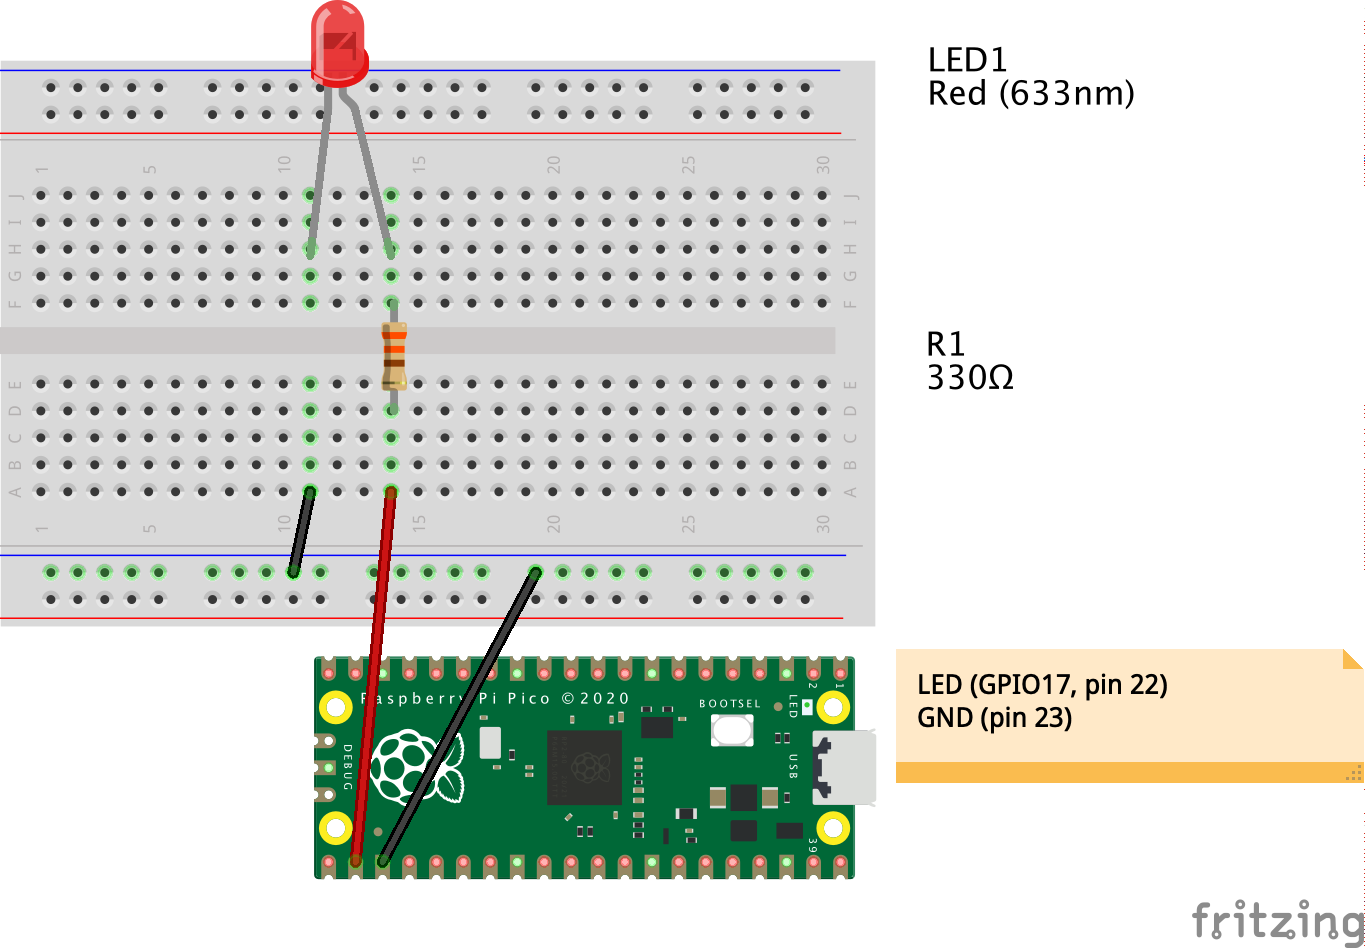 LED1
Red (633nm)
1 5 10 15 20 25 30
J J
I I
H H
G G
F F
R1
330Ω
E E
D D
C C
B B
A A
1 5 10 15 20 25 30
LED (GPIO17, pin 22)
GND (pin 23)
2 1
Raspberry Pi Pico ©2020
BOOTSEL
LED
DEBUG
USB
39
fritzing